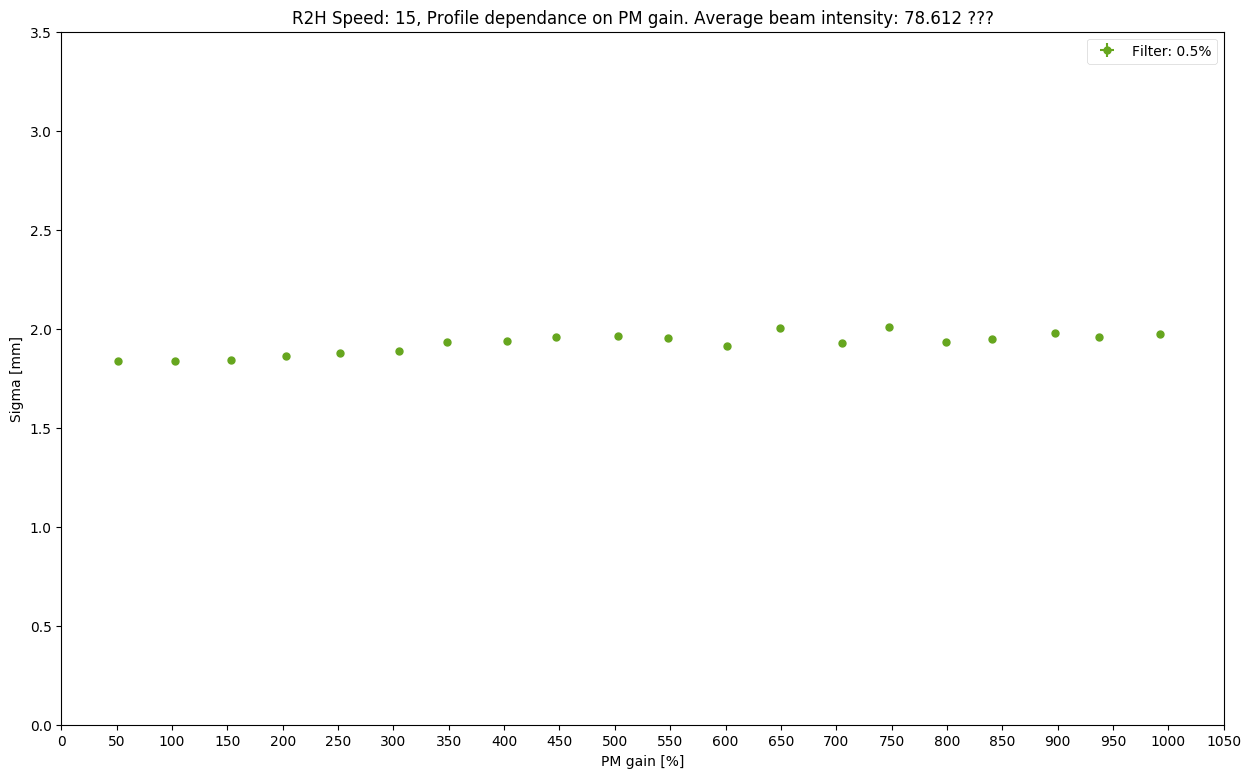 R2H Speed: 15, Profile dependance on PM gain. Average beam intensity: 78.612 ???
Filter: 0.5%
3.5
3.0
2.5
2.0
1.5
1.0
0.5
0.0
Sigma [mm]
0 50 100 150 200 250 300 350 400 450 500 550 600 650 700 750 800 850 900 950 1000 1050
PM gain [%]